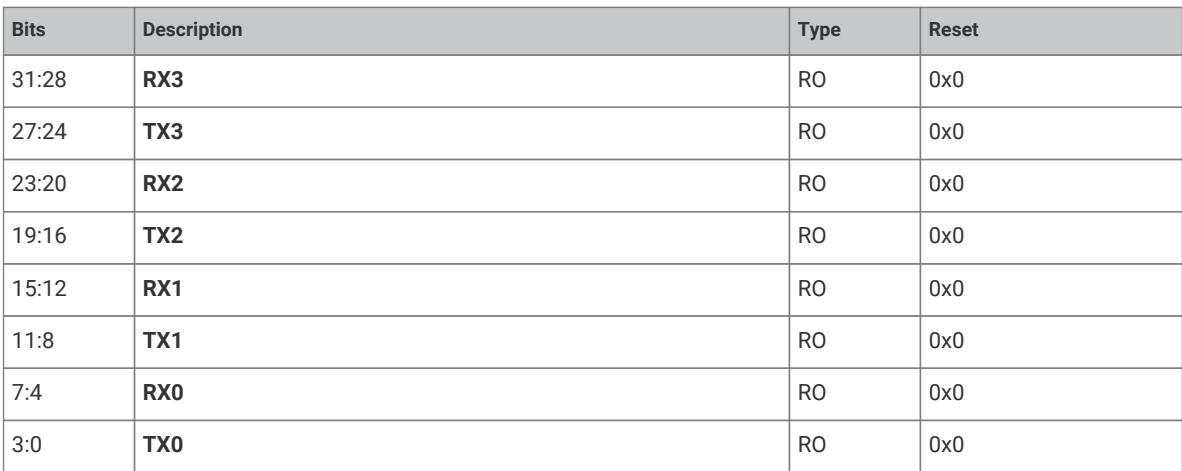 Bits Description Type Reset
31:28 RX3 RO 0x0
27:24 TX3 RO 0x0
23:20 RX2 RO 0x0
19:16 TX2 RO 0x0
15:12 RX1 RO 0x0
11:8 TX1 RO 0x0
7:4 RX0 RO 0x0
3:0 TX0 RO 0x0